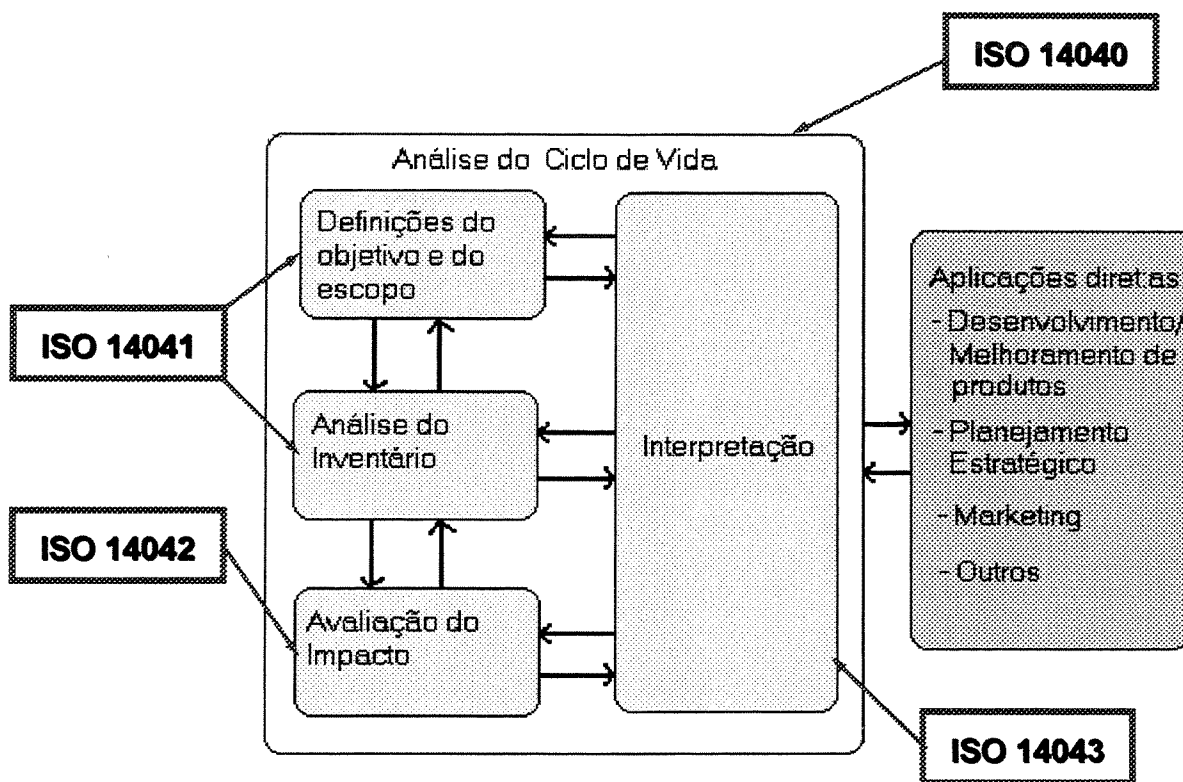 ISO 14040
Análise do Ciclo de Vida
Definições do
objetivo e do
escopo
ISO 14041
Análise do
Inventário
ISO 14042
Avaliação do
Impacto
Interpretação
Aplicações diretas
- Desenvolvimento/
Melhoramento de
produtos
- Planejamento
Estratégico
- Marketing
- Outros
ISO 14043